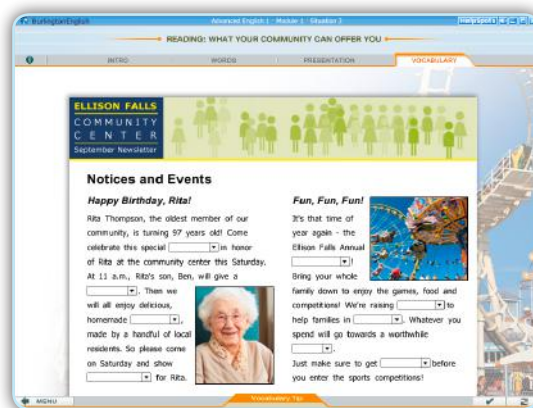 BurlingtonEnglish
Advanced English 1 - Module 1 - Situation 3
HelpSpots
READING: WHAT YOUR COMMUNITY CAN OFFER YOU
INTRO
WORDS
PRESENTATION
VOCABULARY
ELLISON FALLS
COMMUNITY
CENTER
September Newsletter
Notices and Events
Happy Birthday, Rita!
Rita Thompson, the oldest member of our
community, is turning 97 years old! Come
celebrate this special
in honor
of Rita at the community center this Saturday.
At 11 a.m., Rita's son, Ben, will give a
. Then we
will all enjoy delicious,
homemade
,
made by a handful of local
residents. So please come
on Saturday and show
for Rita.
Fun, Fun, Fun!
It's that time of
year again - the
Ellison Falls Annual
!
Bring your whole
family down to enjoy the games, food and
competitions! We're raising
to
help families in
. Whatever you
spend will go towards a worthwhile
.
Just make sure to get
before
you enter the sports competitions!
MENU
Vocabulary Tip